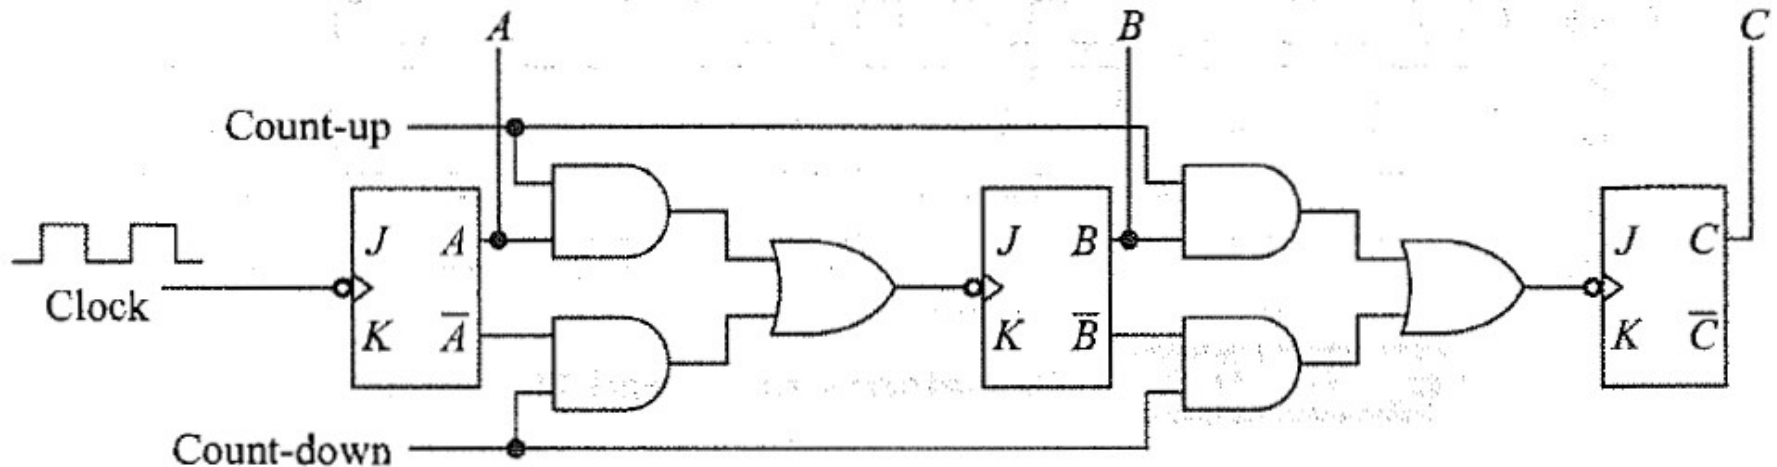 A B C
Count-up
J A J B J C
Clock
K A̅ K B̅ K C̅
Count-down